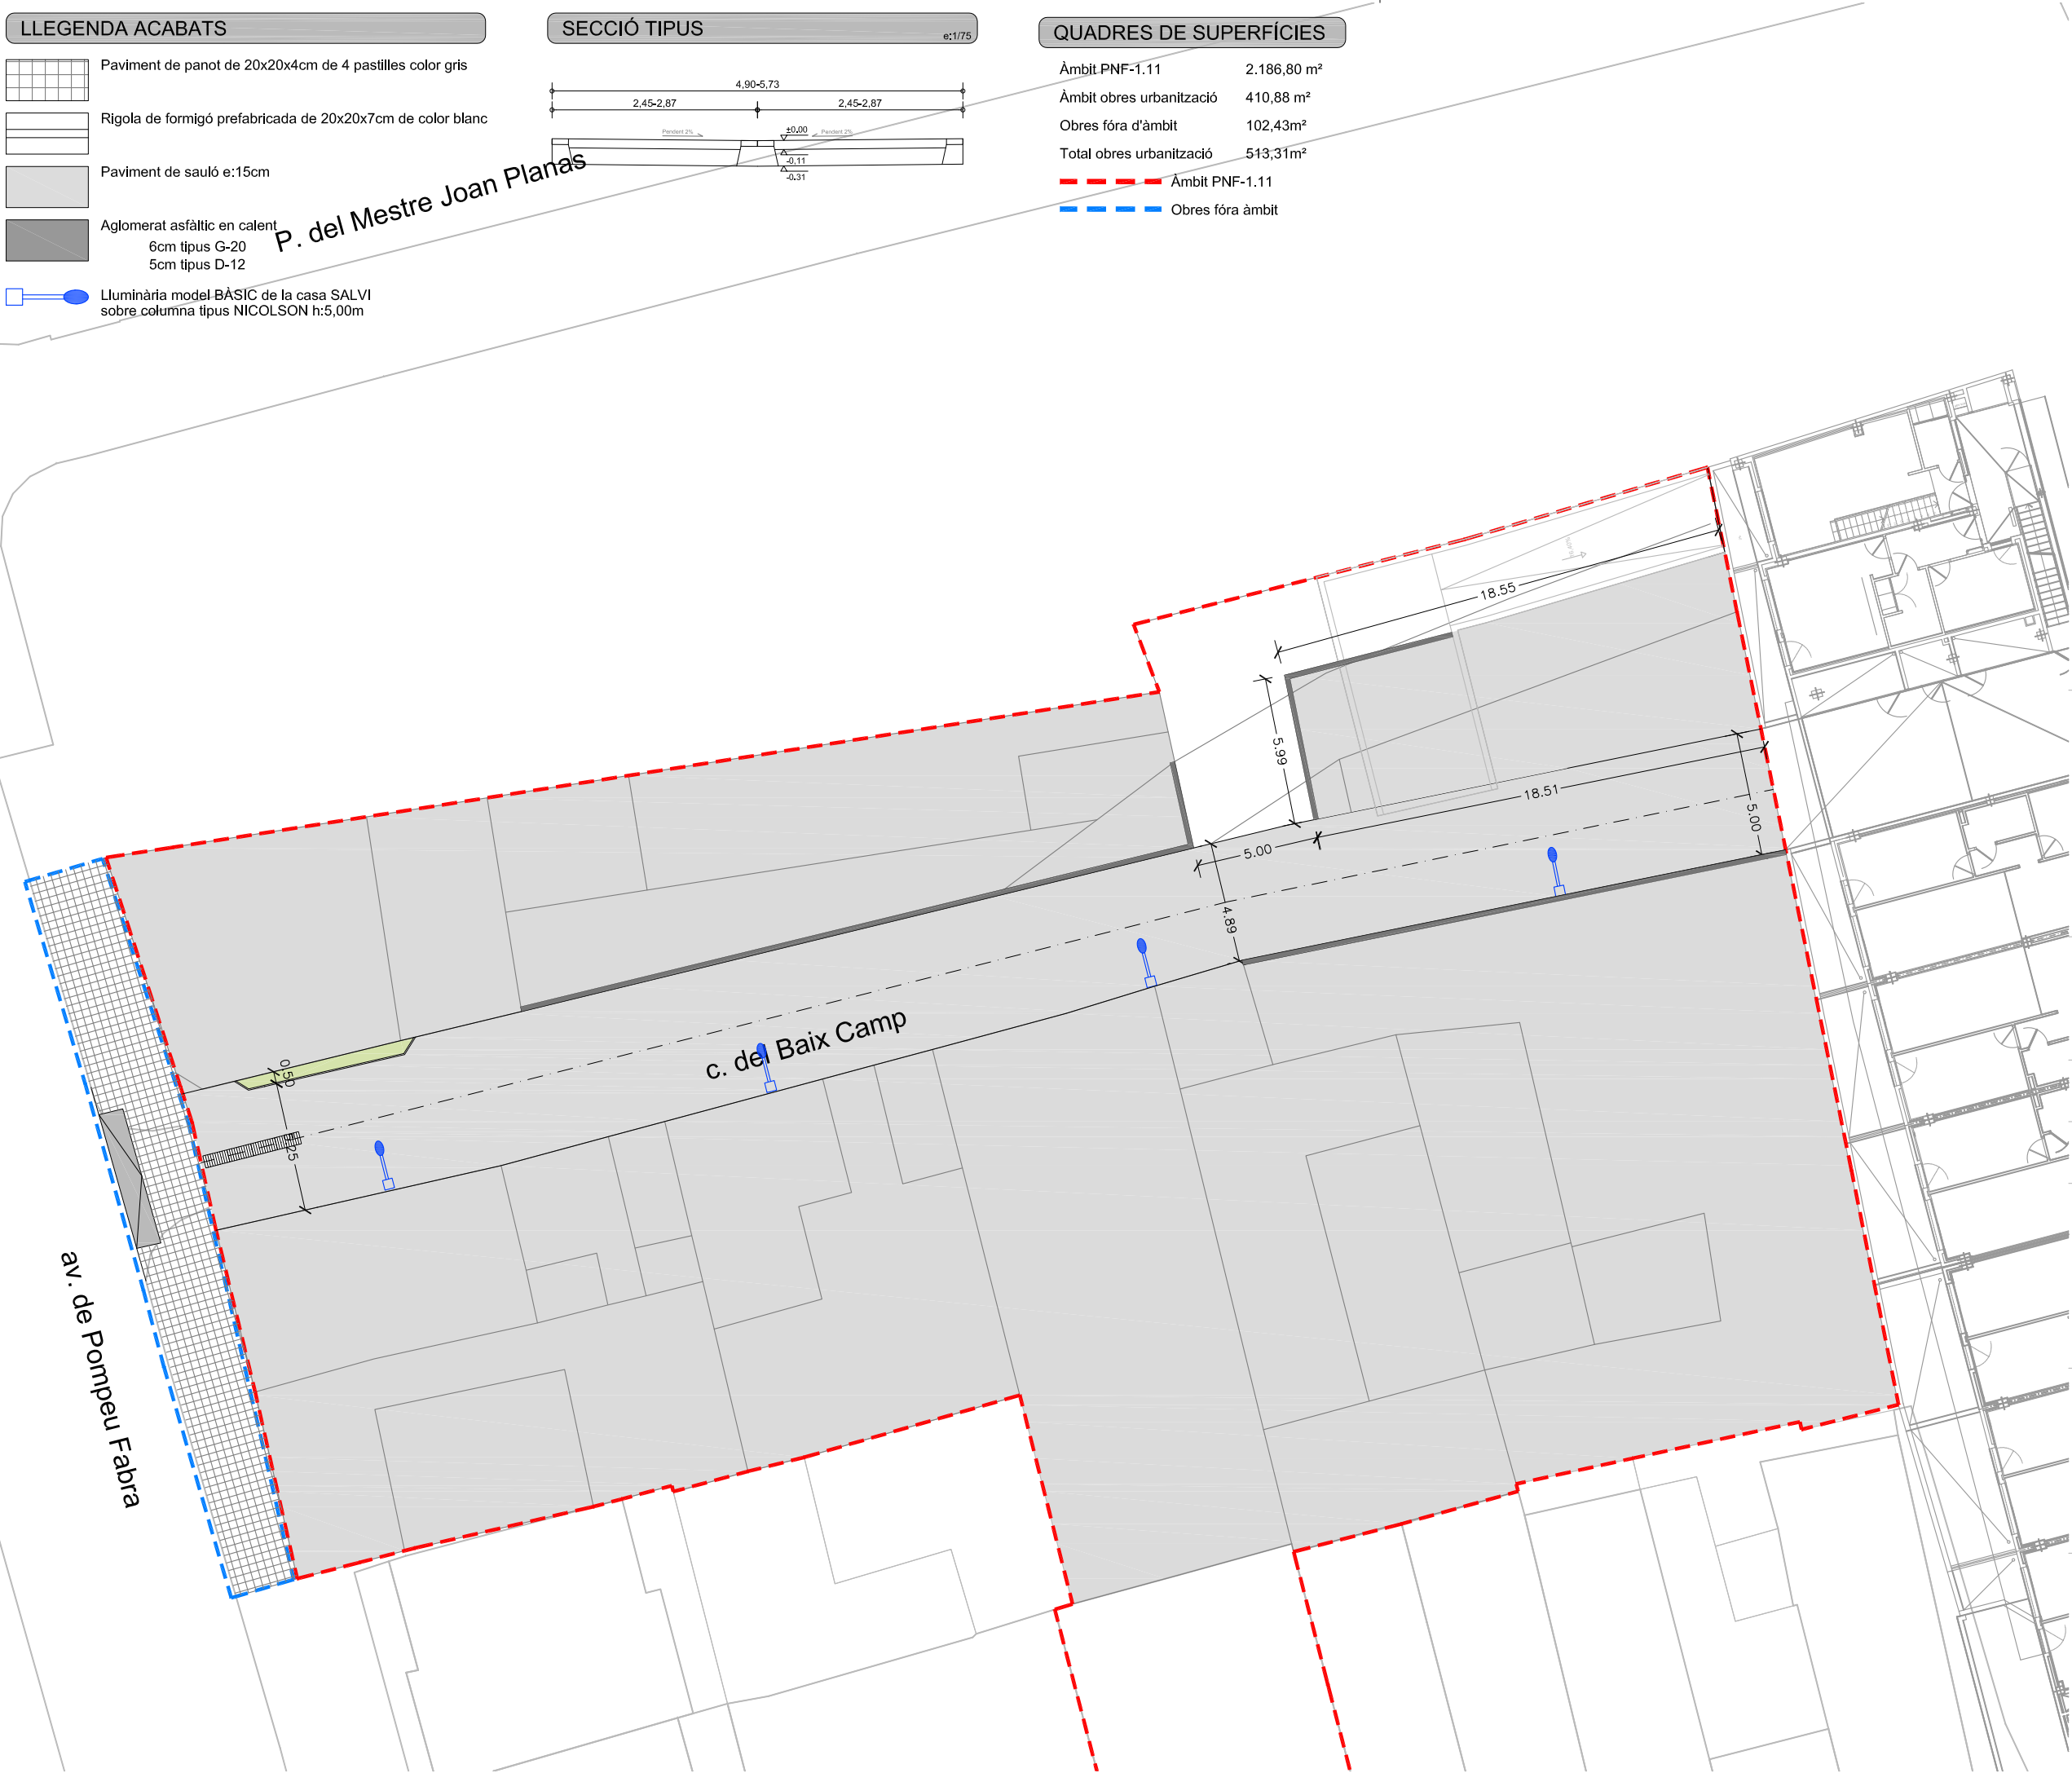 LLEGENDA ACABATS
Paviment de panot de 20x20x4cm de 4 pastilles color gris
Rigola de formigó prefabricada de 20x20x7cm de color blanc
Paviment de sauló e:15cm
Aglomerat asfàltic en calent
6cm tipus G-20
5cm tipus D-12
Lluminària model BÀSIC de la casa SALVI
sobre columna tipus NICOLSON h:5,00m
SECCIÓ TIPUS
e:1/75
4,90-5,73
2,45-2,87
2,45-2,87
Pendent 2%
±0.00
Pendent 2%
-0.11
-0.31
QUADRES DE SUPERFÍCIES
Àmbit PNF-1.11 2.186,80 m²
Àmbit obres urbanització 410,88 m²
Obres fóra d'àmbit 102,43m²
Total obres urbanització 513,31m²
Àmbit PNF-1.11
Obres fóra àmbit
P. del Mestre Joan Planas
18.55
5.99
18.51
5.00
5.00
4.89
c. del Baix Camp
0.50
av. de Pompeu Fabra